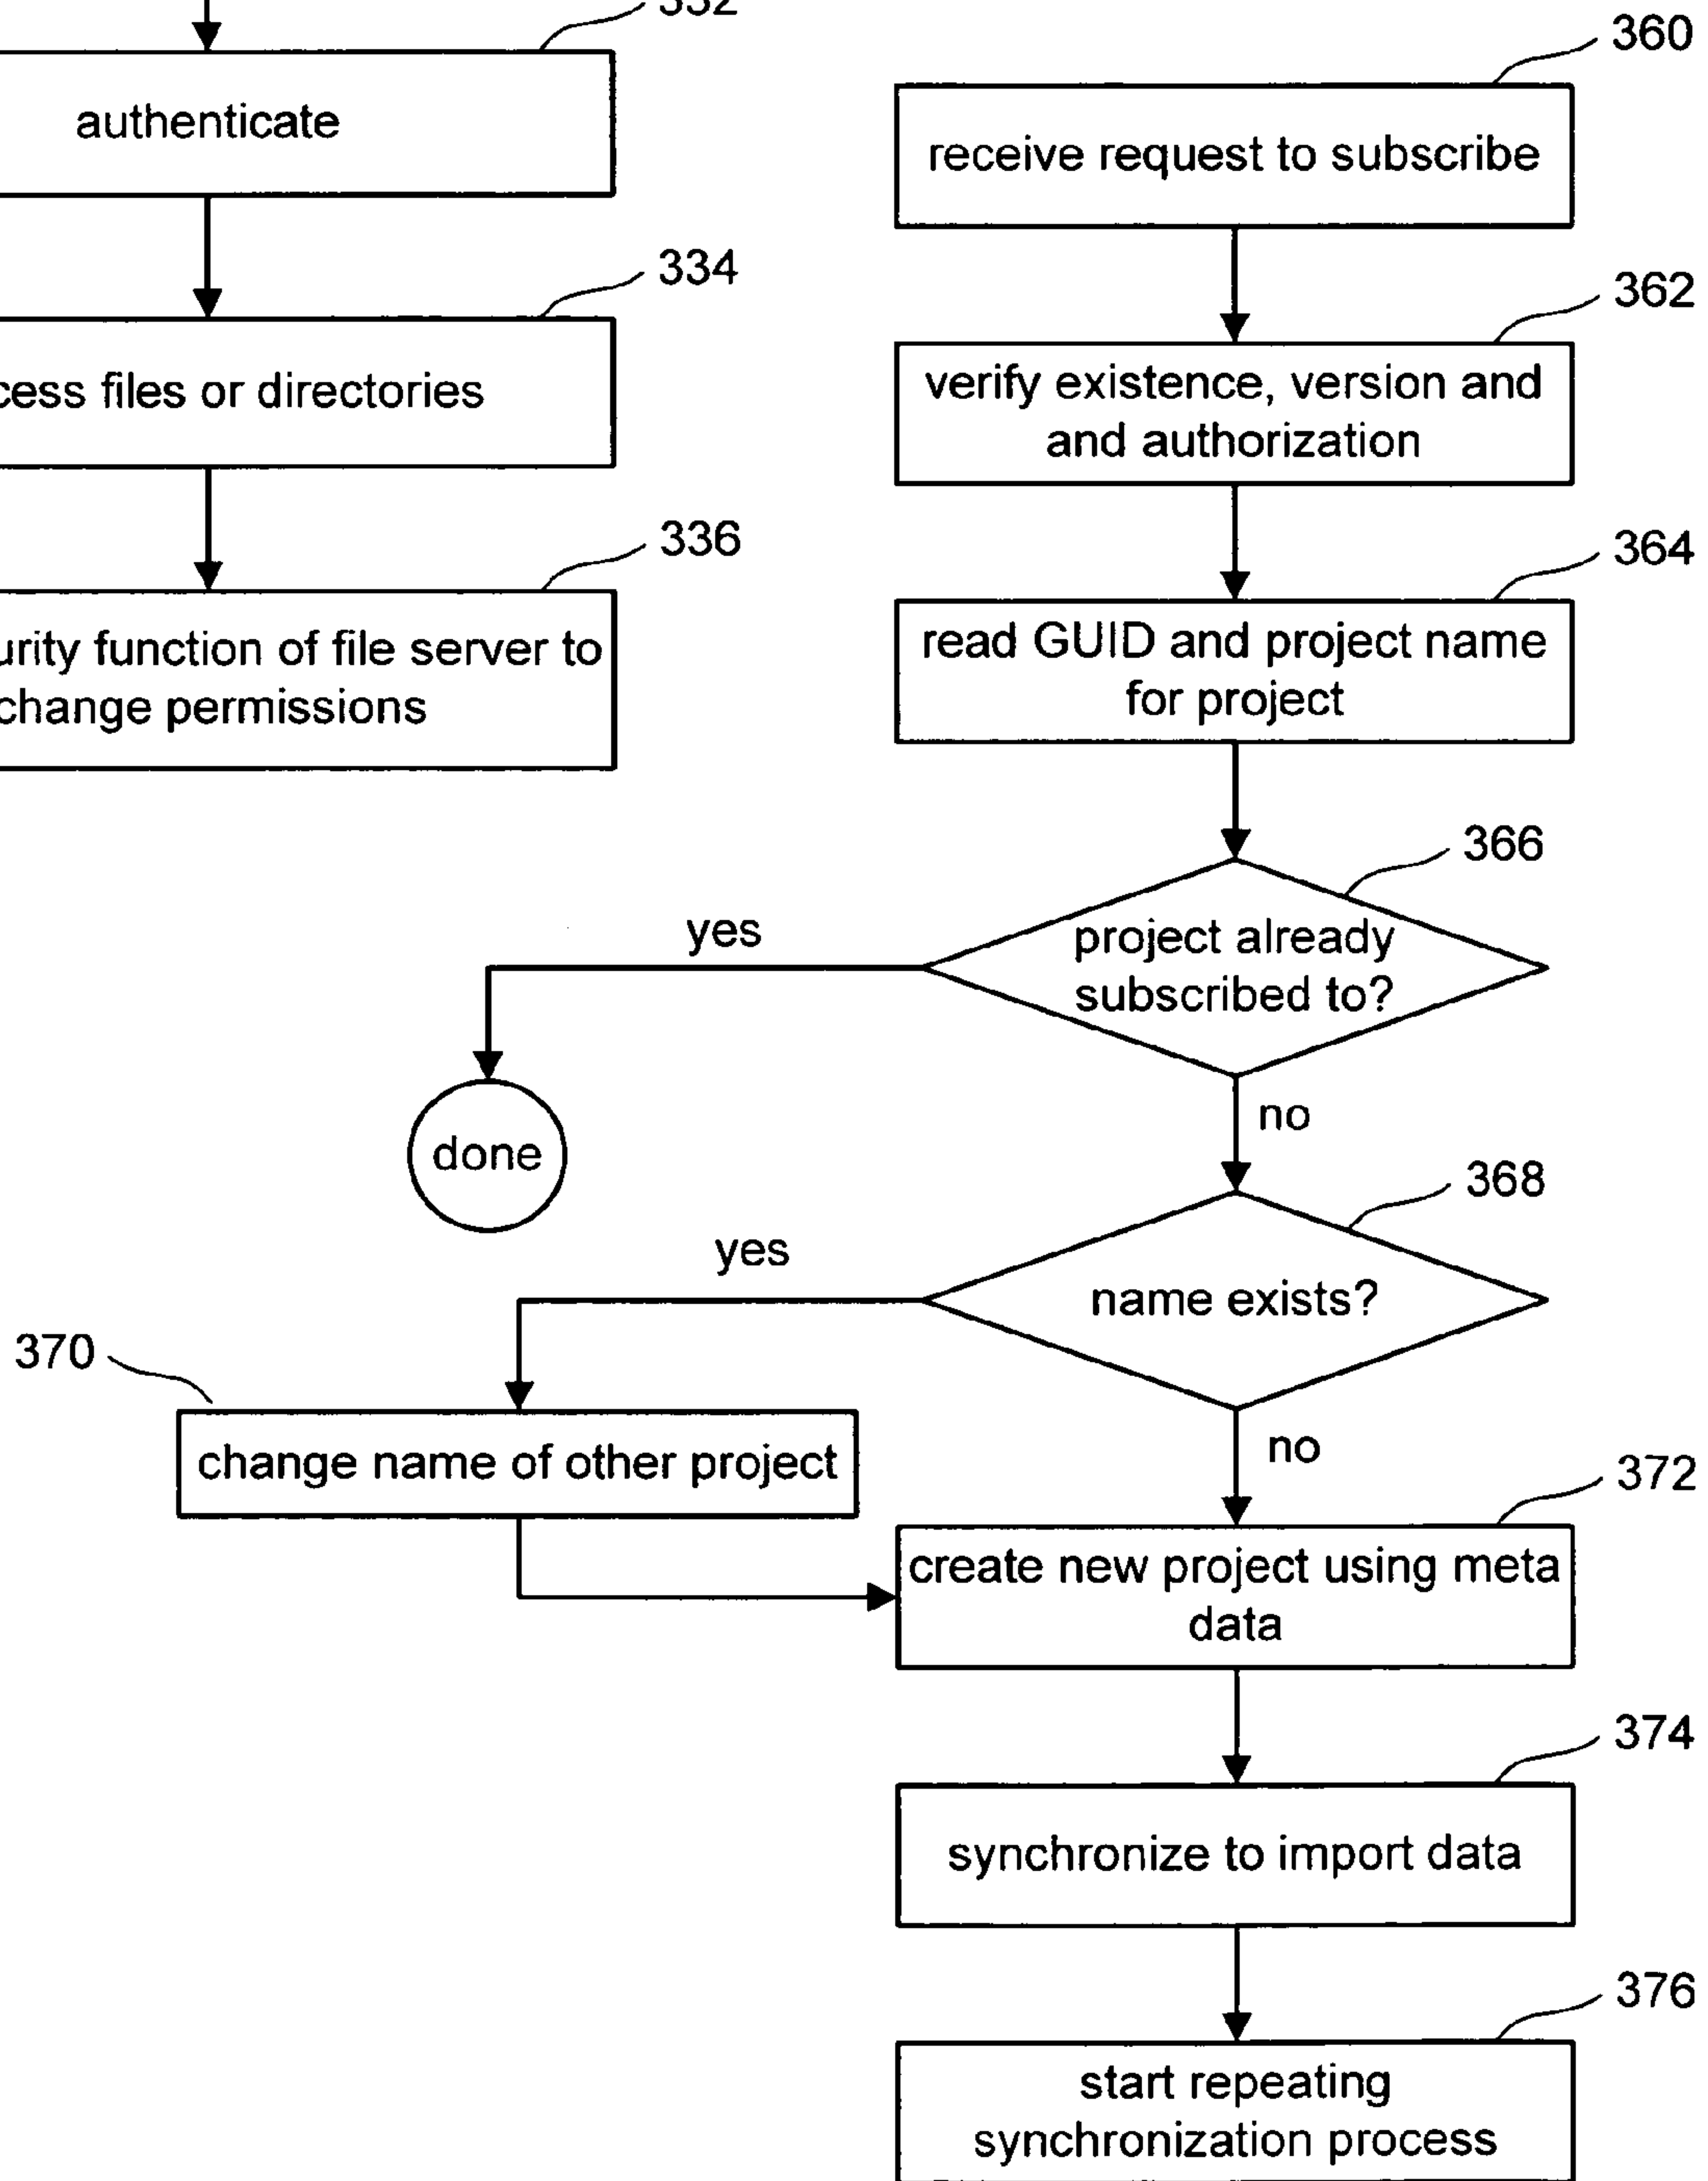 authenticate
334
files or directories
336
function of file server to
change permissions
360
receive request to subscribe
362
verify existence, version and
and authorization
364
read GUID and project name
for project
366
project already
subscribed to?
yes
done
no
368
name exists?
yes
370
change name of other project
no
372
create new project using meta
data
374
synchronize to import data
376
start repeating
synchronization process